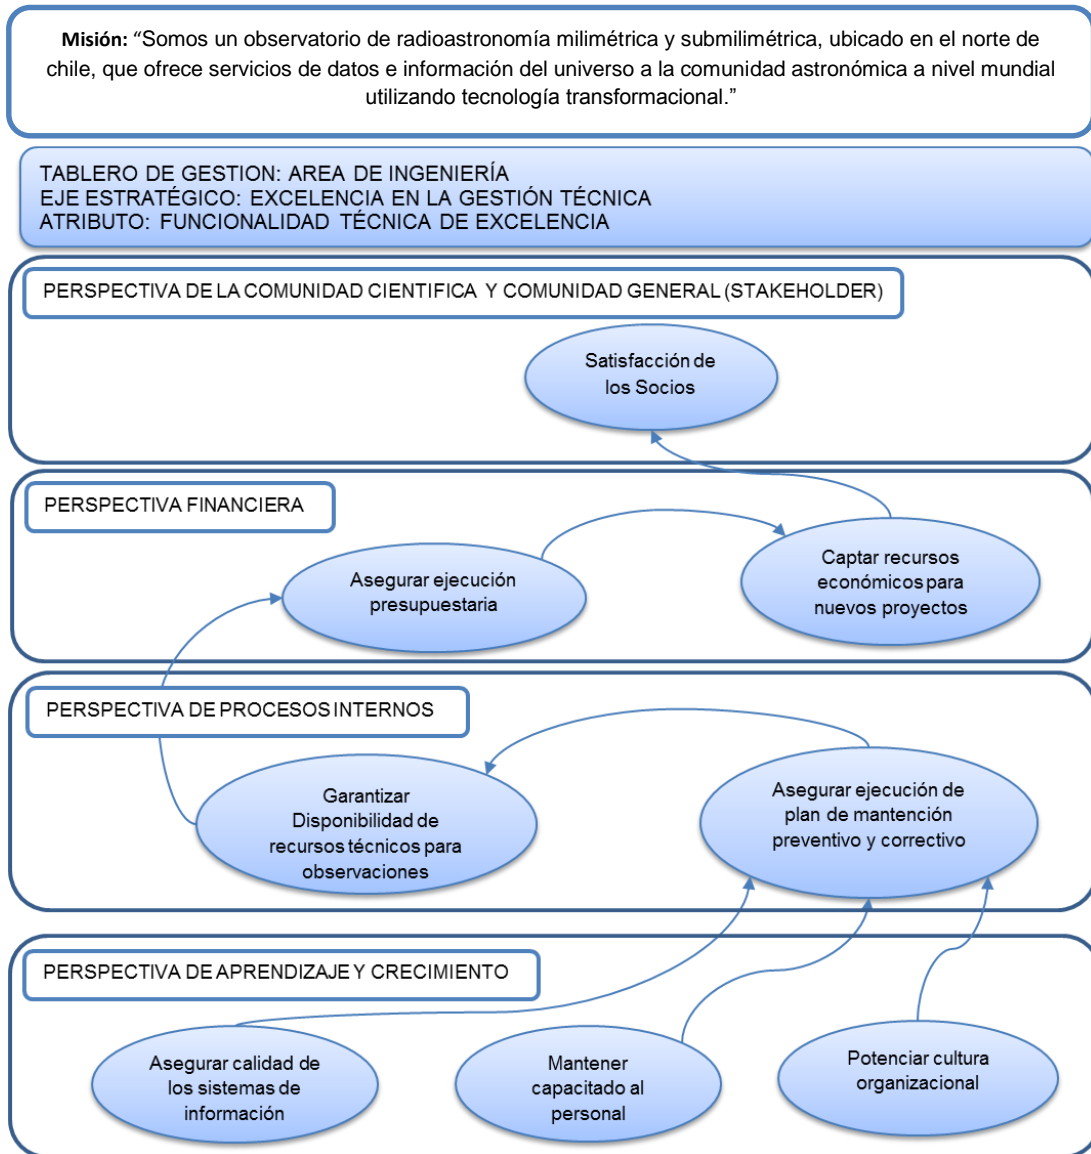 Misión: “Somos un observatorio de radioastronomía milimétrica y submilimétrica, ubicado en el norte de
chile, que ofrece servicios de datos e información del universo a la comunidad astronómica a nivel mundial
utilizando tecnología transformacional.”
TABLERO DE GESTION: AREA DE INGENIERÍA
EJE ESTRATÉGICO: EXCELENCIA EN LA GESTIÓN TÉCNICA
ATRIBUTO: FUNCIONALIDAD TÉCNICA DE EXCELENCIA
PERSPECTIVA DE LA COMUNIDAD CIENTIFICA Y COMUNIDAD GENERAL (STAKEHOLDER)
Satisfacción de
los Socios
PERSPECTIVA FINANCIERA
Asegurar ejecución
presupuestaria
Captar recursos
económicos para
nuevos proyectos
PERSPECTIVA DE PROCESOS INTERNOS
Garantizar
Disponibilidad de
recursos técnicos para
observaciones
Asegurar ejecución de
plan de mantención
preventivo y correctivo
PERSPECTIVA DE APRENDIZAJE Y CRECIMIENTO
Asegurar calidad de
los sistemas de
información
Mantener
capacitado al
personal
Potenciar cultura
organizacional